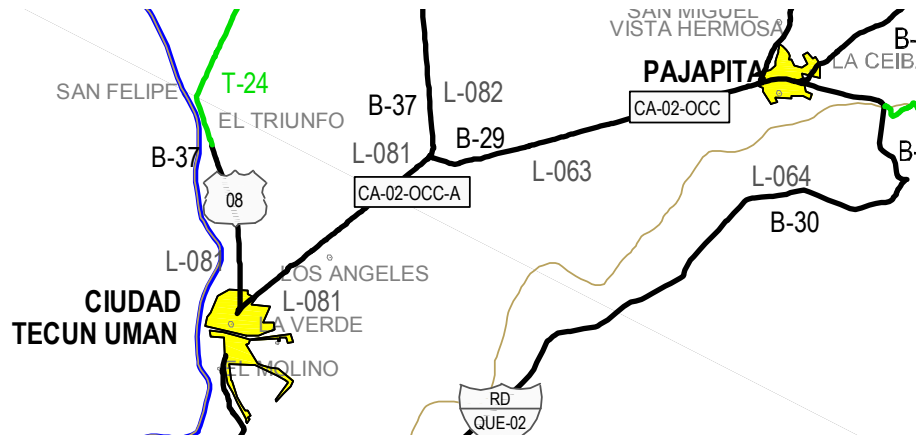 SAN MIGUEL
VISTA HERMOSA
B-
PAJAPITA
LA CEIB
SAN FELIPE
T-24
L-082
CA-02-OCC
B-37
EL TRIUNFO
B-29
B-37
L-081
L-063
B-
L-064
CA-02-OCC-A
08
B-30
L-081
LOS ANGELES
CIUDAD
TECUN UMAN
L-081
LA VERDE
EL MOLINO
RD
QUE-02